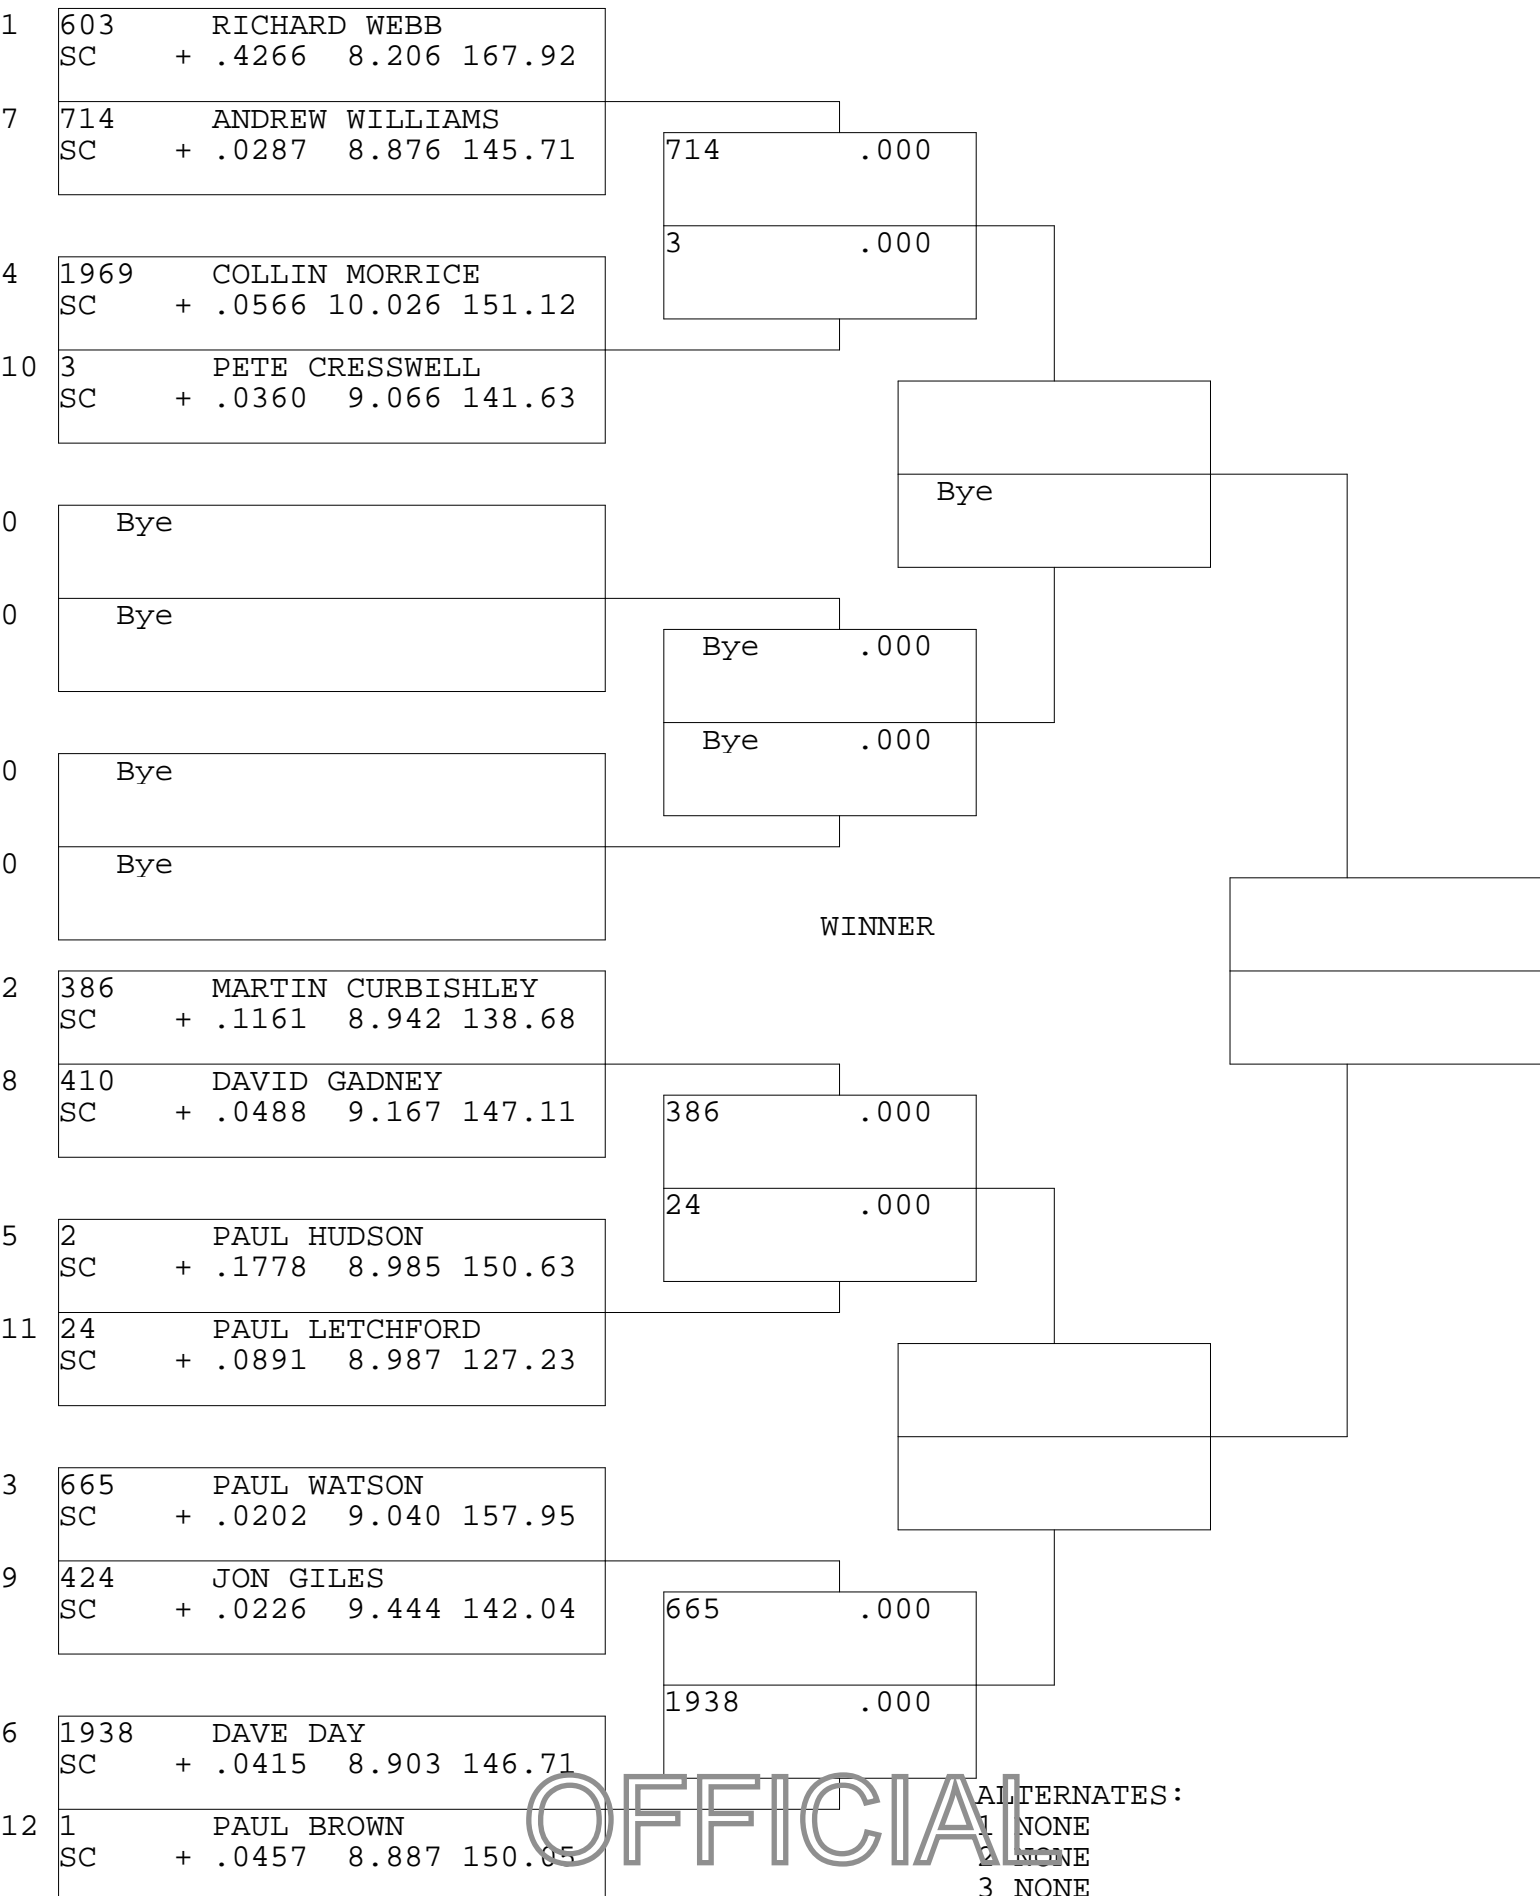 1 603 RICHARD WEBB
SC + .4266 8.206 167.92
7 714 ANDREW WILLIAMS
SC + .0287 8.876 145.71
714 .000
3 .000
4 1969 COLLIN MORRICE
SC + .0566 10.026 151.12
10 3 PETE CRESSWELL
SC + .0360 9.066 141.63
Bye
0 Bye
0 Bye
Bye .000
Bye .000
0 Bye
0 Bye
WINNER
2 386 MARTIN CURBISHLEY
SC + .1161 8.942 138.68
8 410 DAVID GADNEY
SC + .0488 9.167 147.11
386 .000
24 .000
5 2 PAUL HUDSON
SC + .1778 8.985 150.63
11 24 PAUL LETCHFORD
SC + .0891 8.987 127.23
3 665 PAUL WATSON
SC + .0202 9.040 157.95
9 424 JON GILES
SC + .0226 9.444 142.04
665 .000
1938 .000
6 1938 DAVE DAY
SC + .0415 8.903 146.71
12 1 PAUL BROWN
SC + .0457 8.887 150.05
OFFICIAL
ALTERNATES:
1 NONE
2 NONE
3 NONE